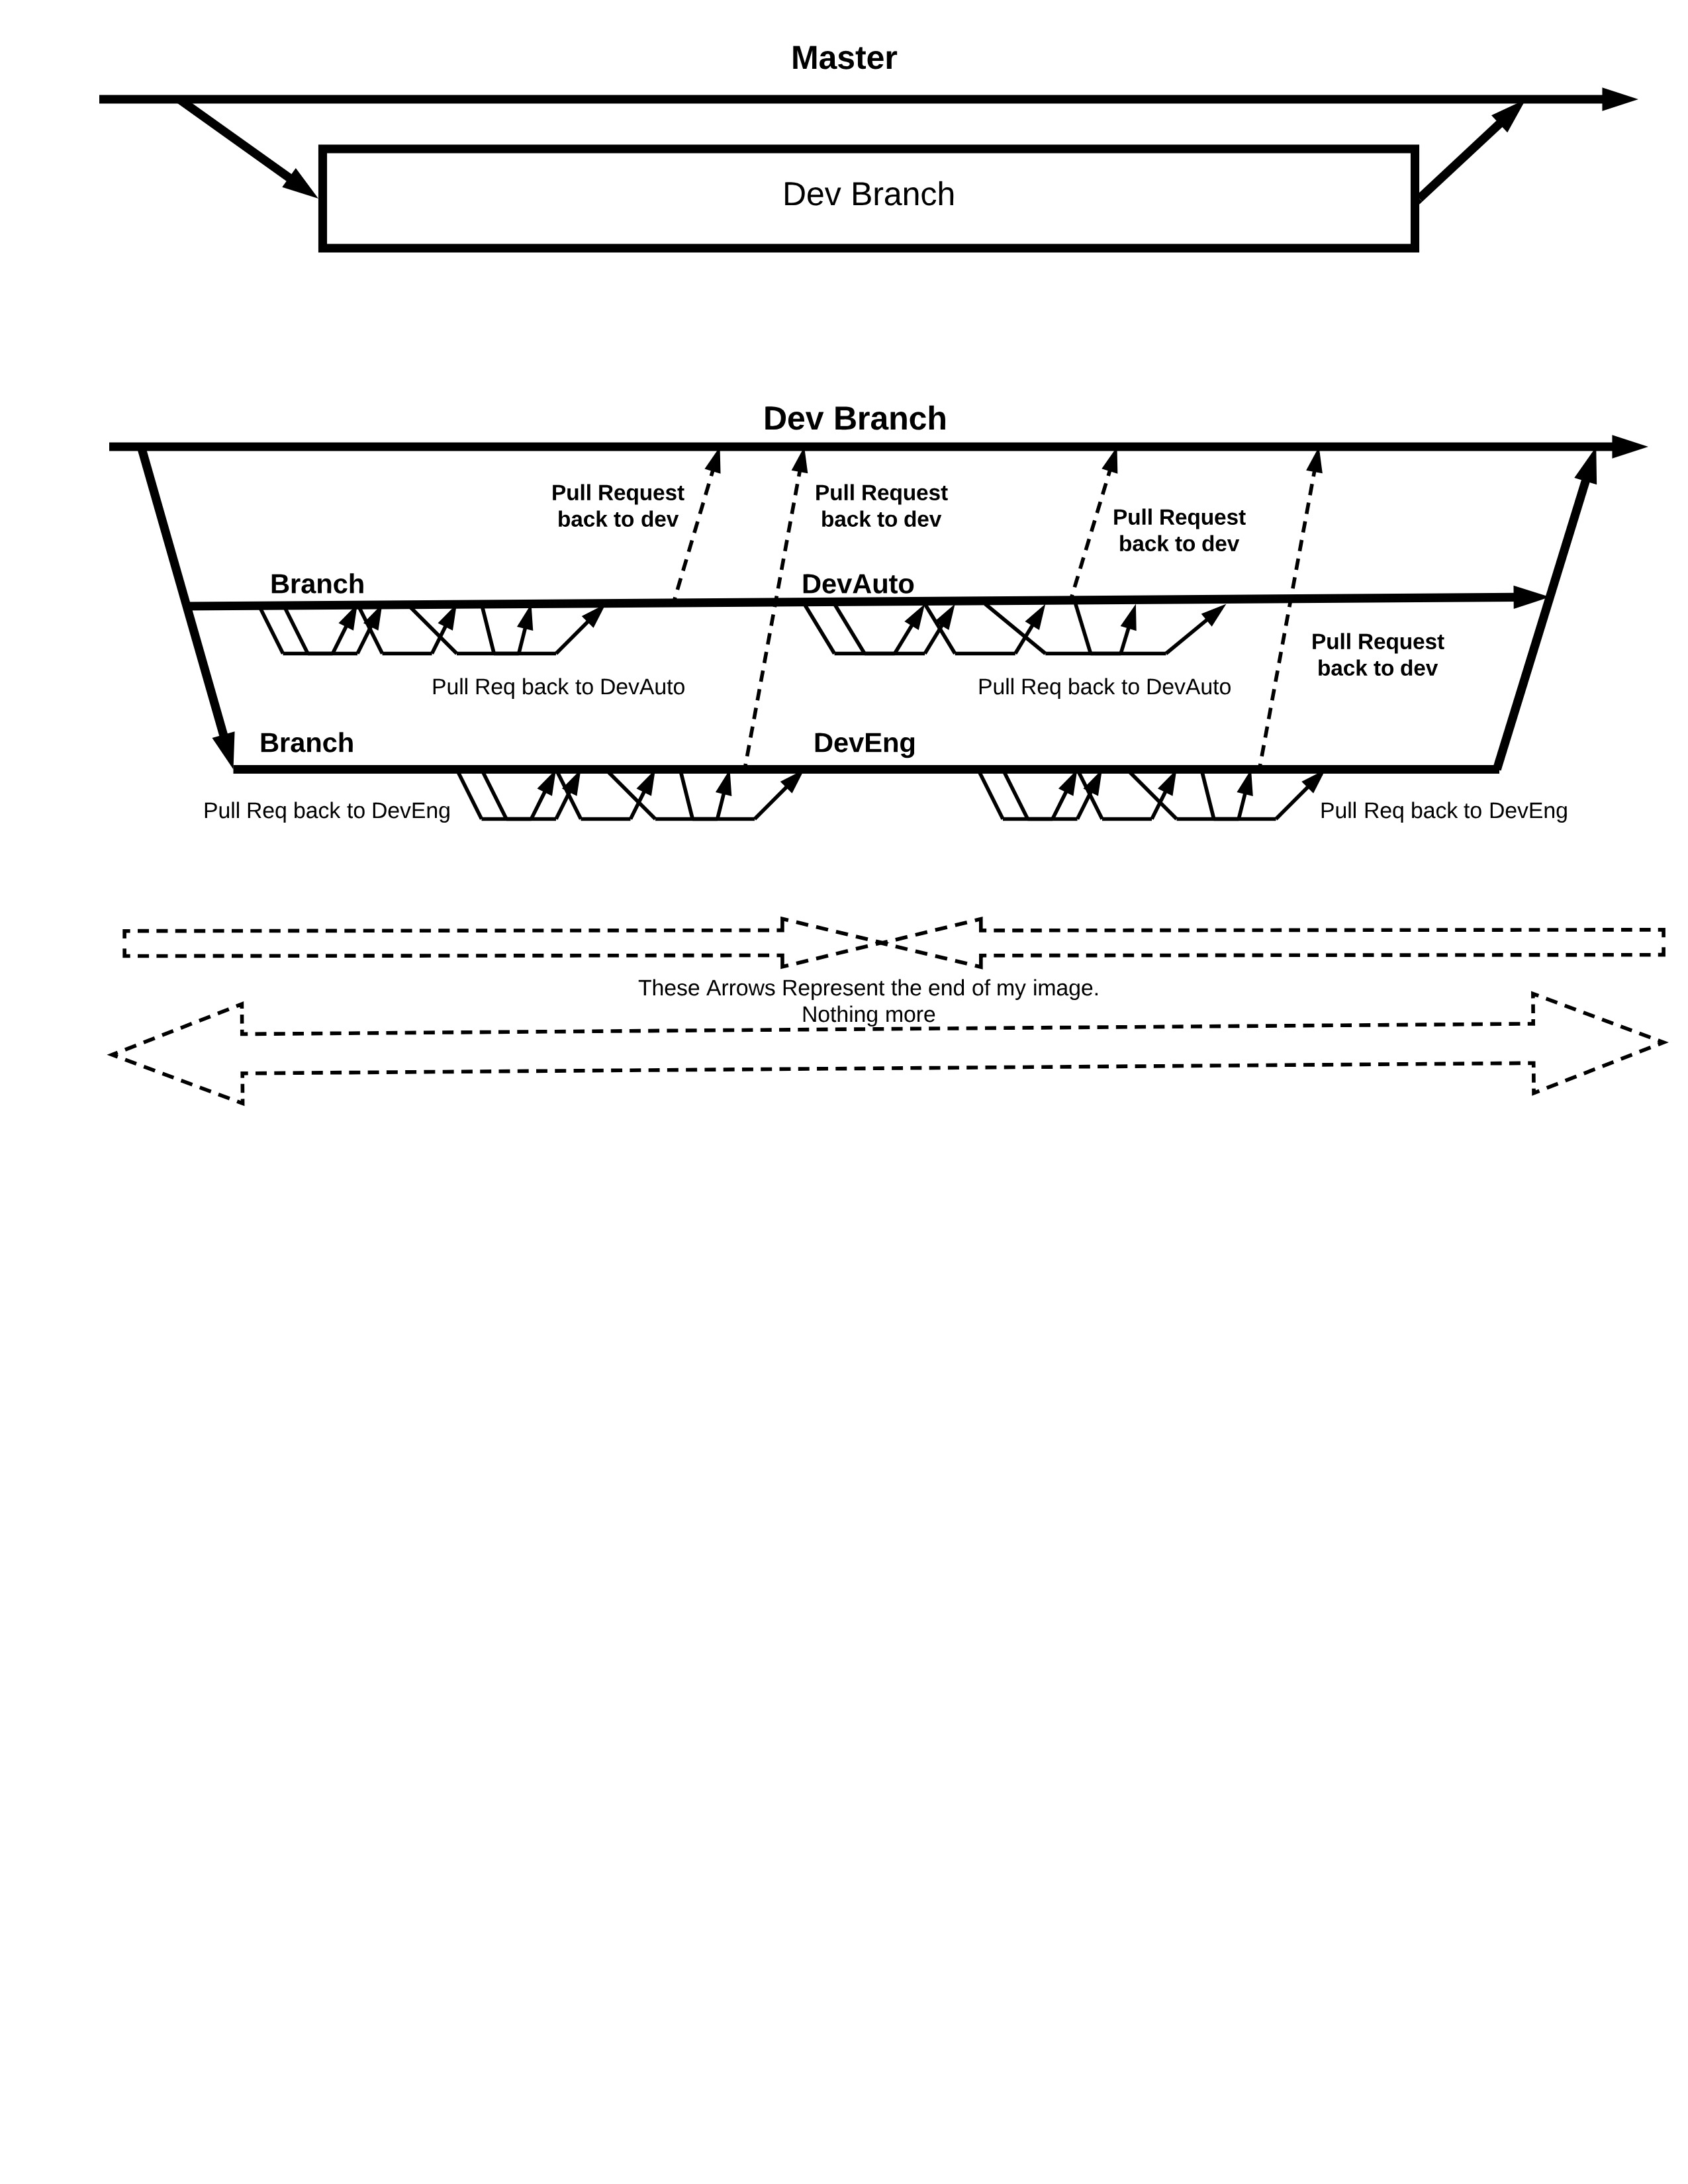 Master
Dev Branch
Dev Branch
Pull Request
back to dev
Pull Request
back to dev
Pull Request
back to dev
Branch
DevAuto
Pull Request
back to dev
Pull Req back to DevAuto
Pull Req back to DevAuto
Branch
DevEng
Pull Req back to DevEng
Pull Req back to DevEng
These Arrows Represent the end of my image.
Nothing more